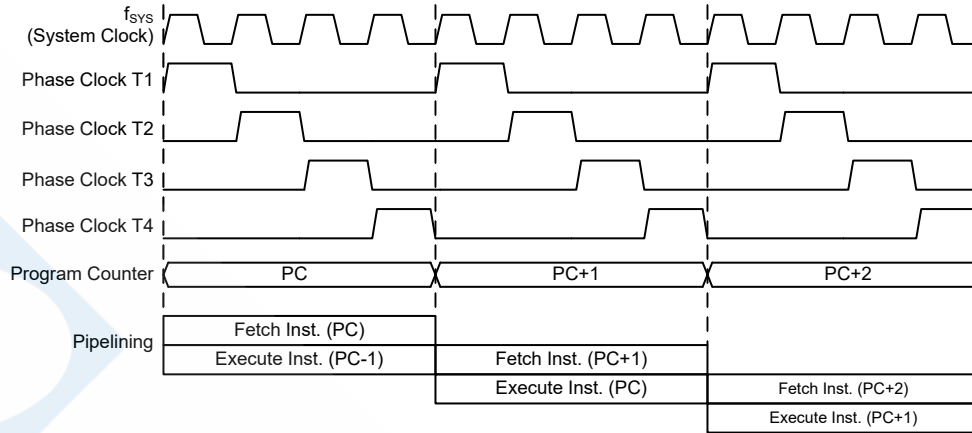 fSYS
(System Clock)
Phase Clock T1
Phase Clock T2
Phase Clock T3
Phase Clock T4
Program Counter PC PC+1 PC+2
Pipelining
Fetch Inst. (PC)
Execute Inst. (PC-1) Fetch Inst. (PC+1)
Execute Inst. (PC) Fetch Inst. (PC+2)
Execute Inst. (PC+1)